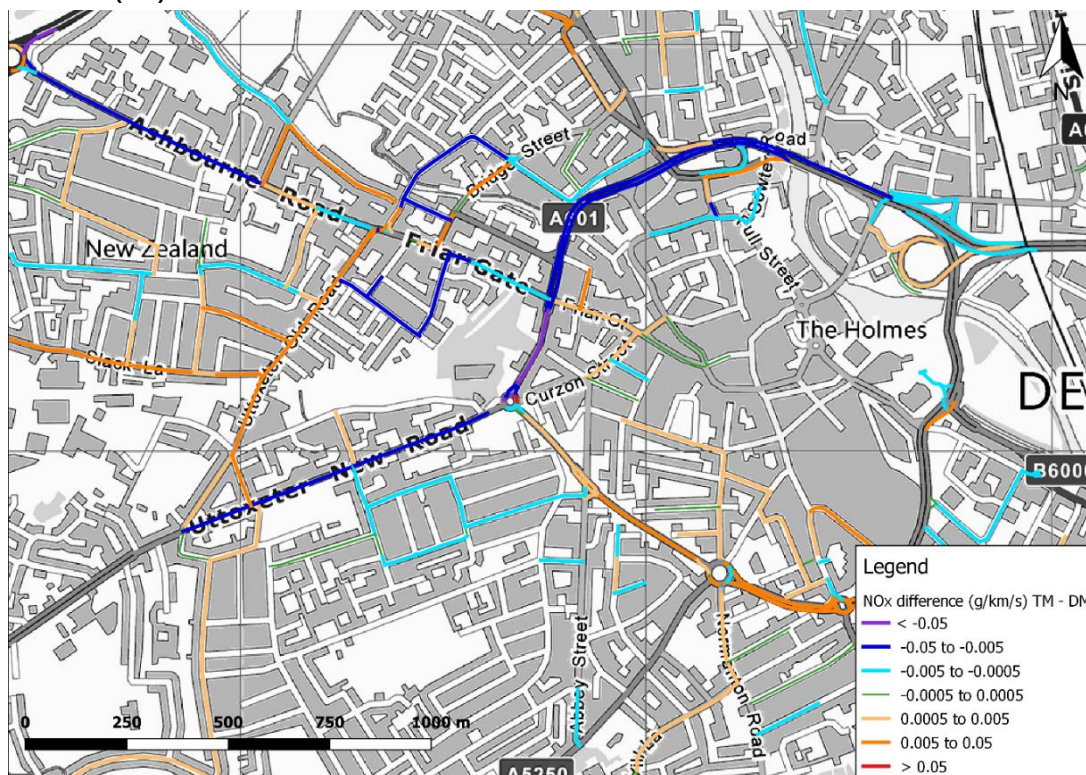 Ashbourne Road
New Zealand
Friar Gate
Bridge Street
A601
Road
The Holmes
DE
Curzon Street
Uttoxeter New Road
B6000
Abbey Street
Normanton Road
A5250
0 250 500 750 1000 m
N
Legend
NOx difference (g/km/s) TM - DM
< -0.05
-0.05 to -0.005
-0.005 to -0.0005
-0.0005 to 0.0005
0.0005 to 0.005
0.005 to 0.05
> 0.05